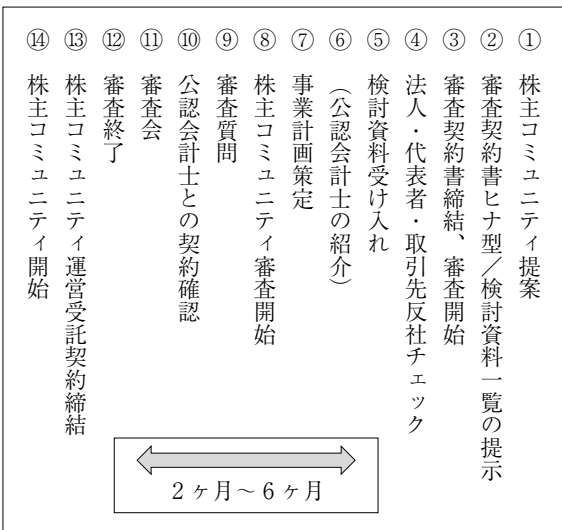 ① 株主コミュニティ提案
② 審査契約書ヒナ型／検討資料一覧の提示
③ 審査契約書締結、審査開始
④ 法人・代表者・取引先反社チェック
⑤ 検討資料受け入れ
⑥ （公認会計士の紹介）
⑦ 事業計画策定
⑧ 株主コミュニティ審査開始
⑨ 審査質問
⑩ 公認会計士との契約確認
⑪ 審査会
⑫ 審査終了
⑬ 株主コミュニティ運営受託契約締結
⑭ 株主コミュニティ開始
2ヶ月～6ヶ月